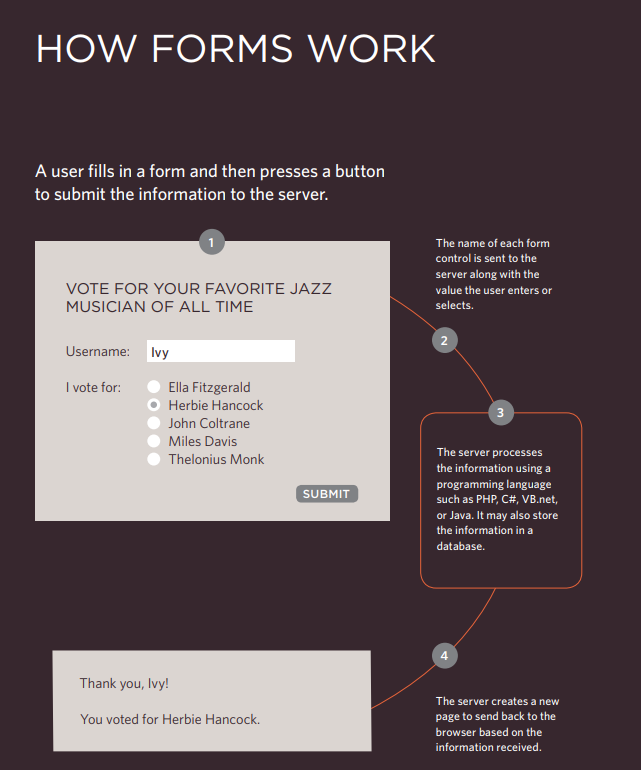 HOW FORMS WORK
A user fills in a form and then presses a button
to submit the information to the server.
1
VOTE FOR YOUR FAVORITE JAZZ
MUSICIAN OF ALL TIME
Username:
Ivy
I vote for:
Ella Fitzgerald
Herbie Hancock
John Coltrane
Miles Davis
Thelonius Monk
SUBMIT
The name of each form
control is sent to the
server along with the
value the user enters or
selects.
2
3
The server processes
the information using a
programming language
such as PHP, C#, VB.net,
or Java. It may also store
the information in a
database.
4
The server creates a new
page to send back to the
browser based on the
information received.
Thank you, Ivy!
You voted for Herbie Hancock.